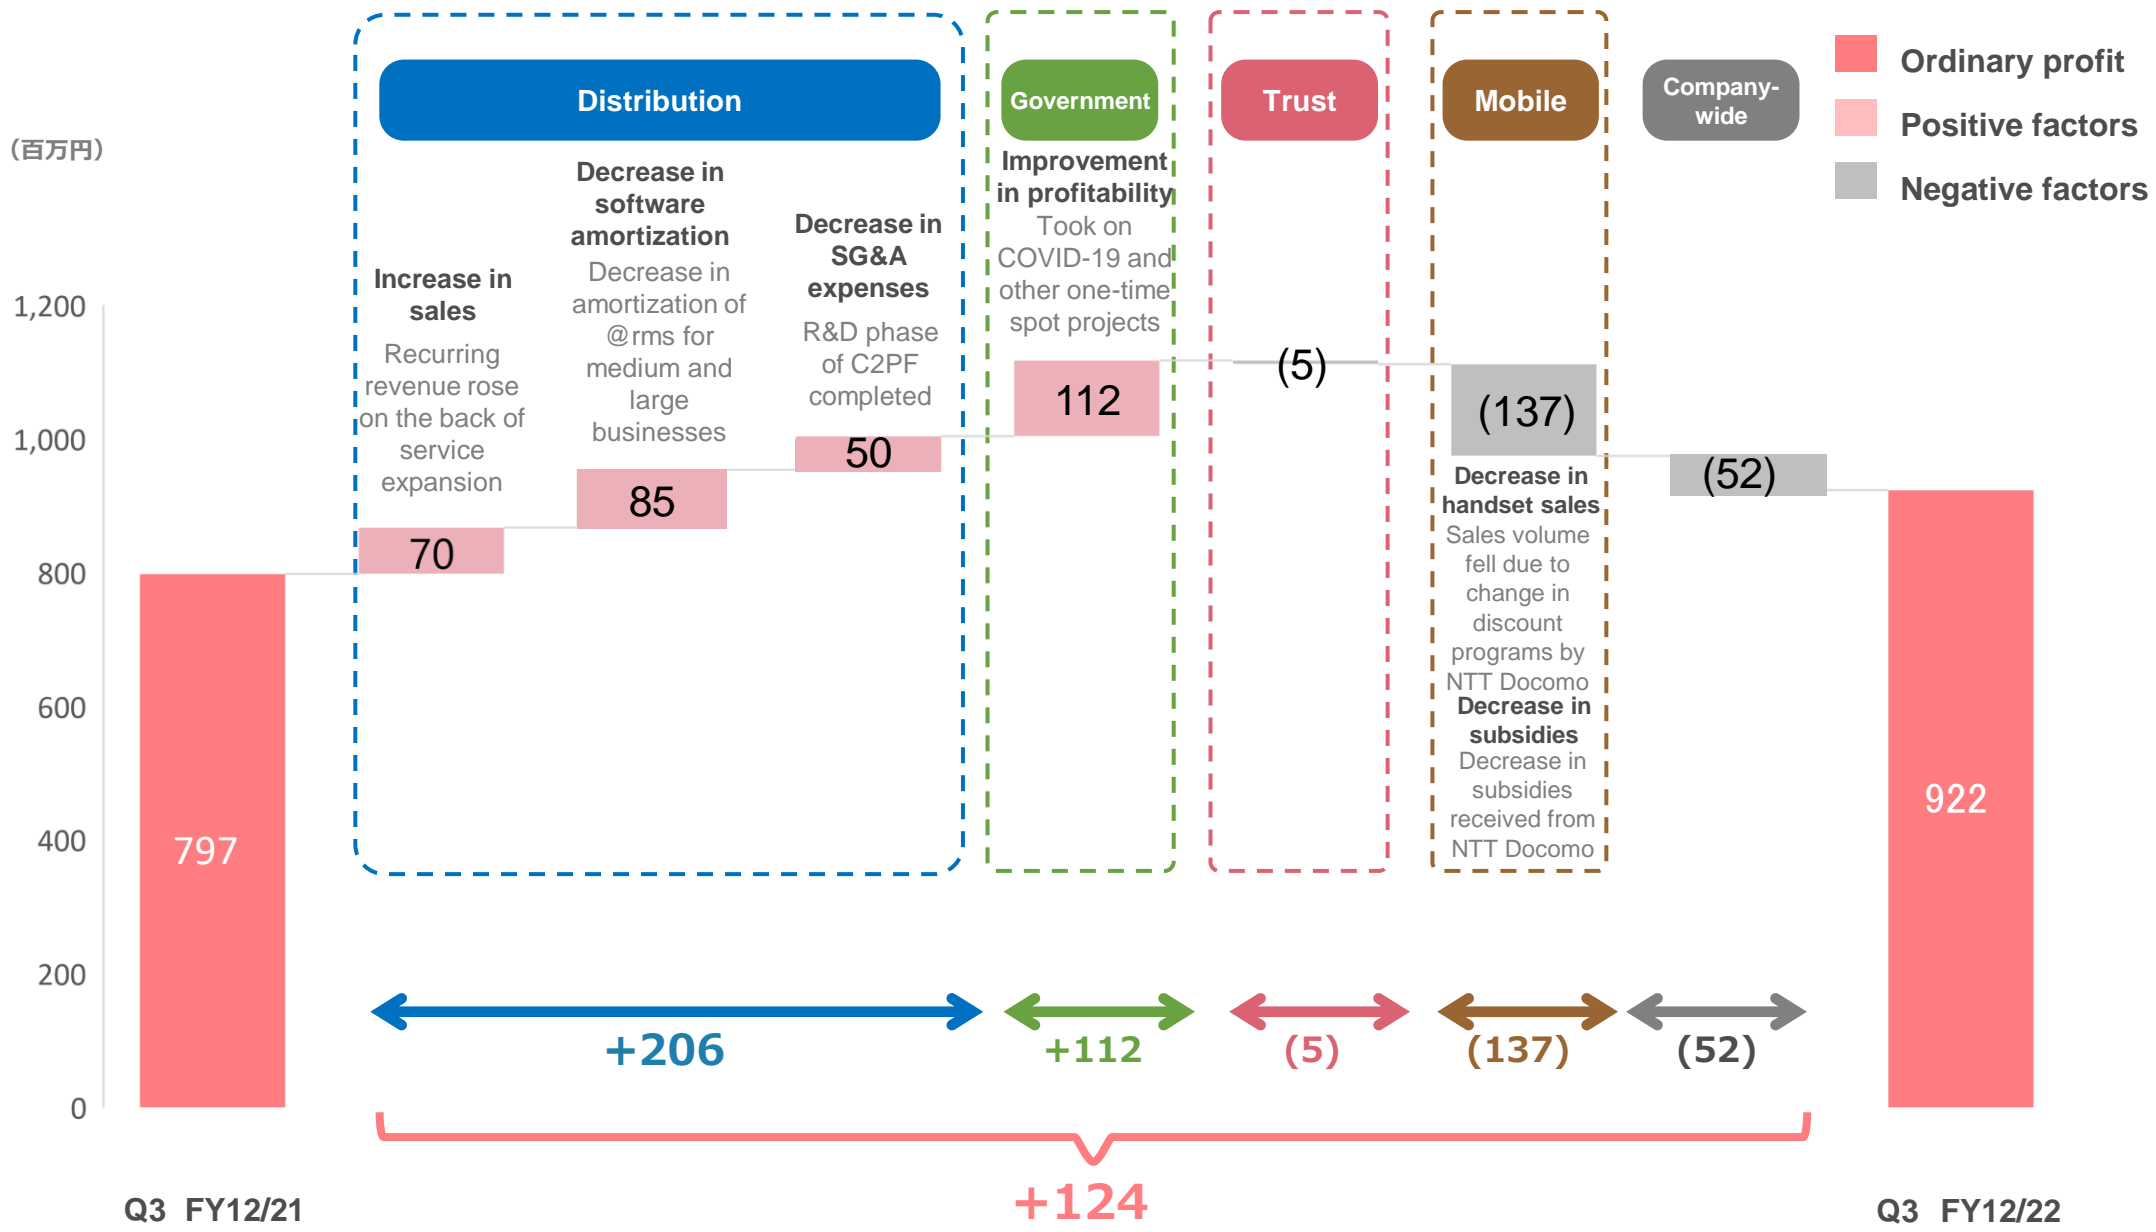 Distribution
Government
Trust
Mobile
Company-
wide
Ordinary profit
Positive factors
Negative factors
(百万円)
Increase in
sales
Recurring
revenue rose
on the back of
service
expansion
Decrease in
software
amortization
Decrease in
amortization of
@rms for
medium and
large
businesses
Decrease in
SG&A
expenses
R&D phase
of C2PF
completed
Improvement
in profitability
Took on
COVID-19 and
other one-time
spot projects
1,200
1,000
800
600
400
200
0
797
70
85
50
112
(5)
(137)
(52)
922
Decrease in
handset sales
Sales volume
fell due to
change in
discount
programs by
NTT Docomo
Decrease in
subsidies
Decrease in
subsidies
received from
NTT Docomo
+206
+112
(5)
(137)
(52)
+124
Q3 FY12/21
Q3 FY12/22